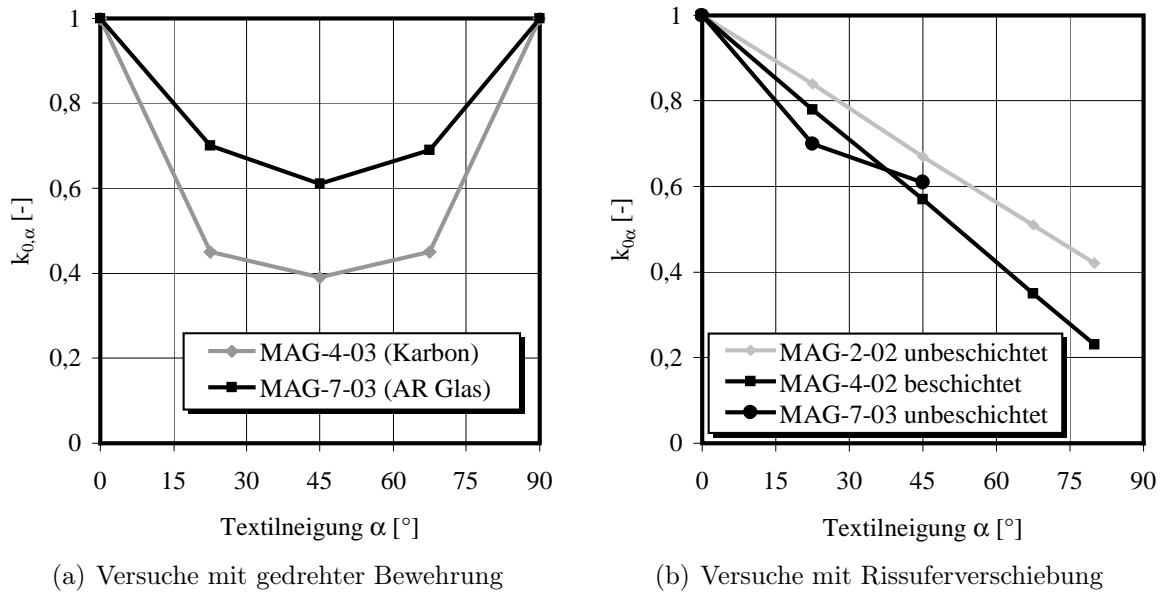 1
0,8
0,6
0,4
0,2
0
k0,α [-]
0 15 30 45 60 75 90
Textilneigung α [°]
MAG-4-03 (Karbon)
MAG-7-03 (AR Glas)
(a) Versuche mit gedrehter Bewehrung
1
0,8
0,6
0,4
0,2
0
k0α [-]
0 15 30 45 60 75 90
Textilneigung α [°]
MAG-2-02 unbeschichtet
MAG-4-02 beschichtet
MAG-7-03 unbeschichtet
(b) Versuche mit Rissuferverschiebung